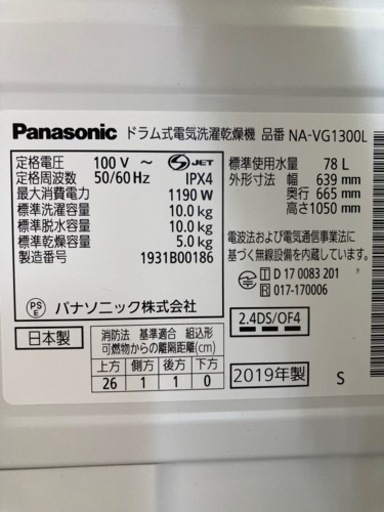 Panasonic ドラム式電気洗濯乾燥機 品番 NA-VG1300L
定格電圧 100 V ～ S JET
定格周波数 50/60 Hz IPX4
最大消費電力 1190 W
標準洗濯容量 10.0 kg
標準脱水容量 10.0 kg
標準乾燥容量 5.0 kg
製造番号 1931B00186
標準使用水量 78 L
外形寸法 幅 639 mm
奥行 665 mm
高さ1050 mm
電波法および電気通信事業法に
基づく無線設備を内蔵しています。
T D 17 0083 201
R 017-170006
PS E パナソニック株式会社
2.4DS/OF4
日本製
消防法 基準適合 組込形
可燃物からの離隔距離(cm)
上方 側方 後方 下方
26 1 1 0
2019年製 S